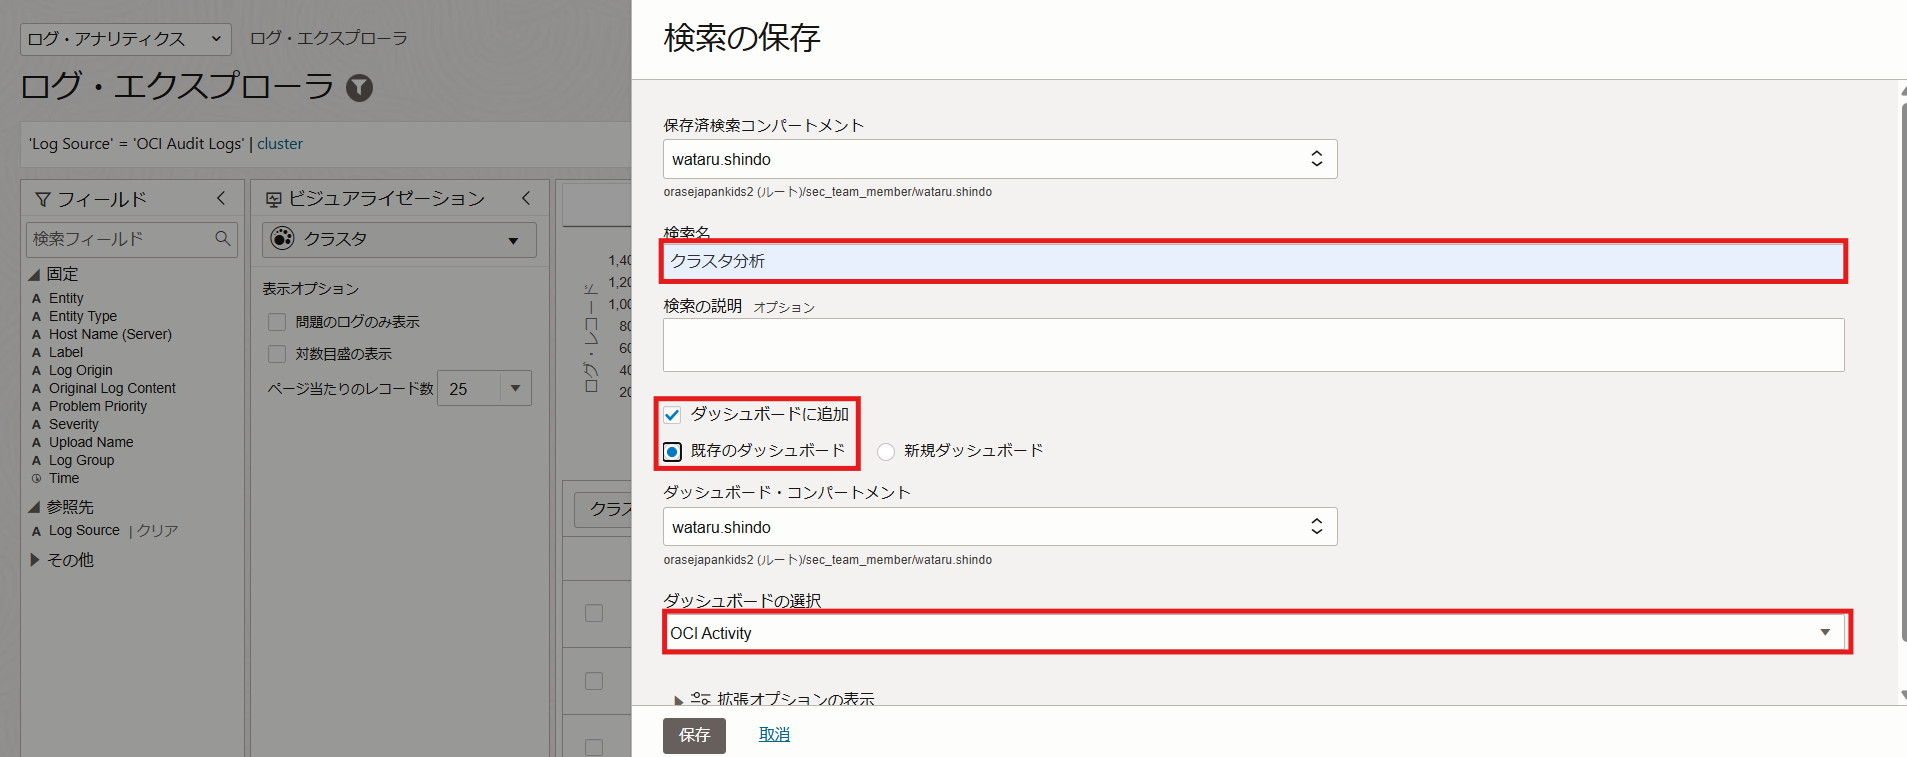 ログ・アナリティクス
ログ・エクスプローラ
ログ・エクスプローラ
'Log Source' = 'OCI Audit Logs' | cluster
フィールド
検索フィールド
固定
Entity
Entity Type
Host Name (Server)
Label
Log Origin
Original Log Content
Problem Priority
Severity
Upload Name
Log Group
Time
参照先
Log Source | クリア
その他
ビジュアライゼーション
クラスタ
表示オプション
問題のログのみ表示
対数目盛の表示
ページ当たりのレコード数 25
ログ・レコード
検索の保存
保存済検索コンパートメント
wataru.shindo
orasejapankids2 (ルート)/sec_team_member/wataru.shindo
検索名
クラスタ分析
検索の説明 オプション
ダッシュボードに追加
既存のダッシュボード
新規ダッシュボード
ダッシュボード・コンパートメント
wataru.shindo
orasejapankids2 (ルート)/sec_team_member/wataru.shindo
ダッシュボードの選択
OCI Activity
拡張オプションの表示
保存
取消